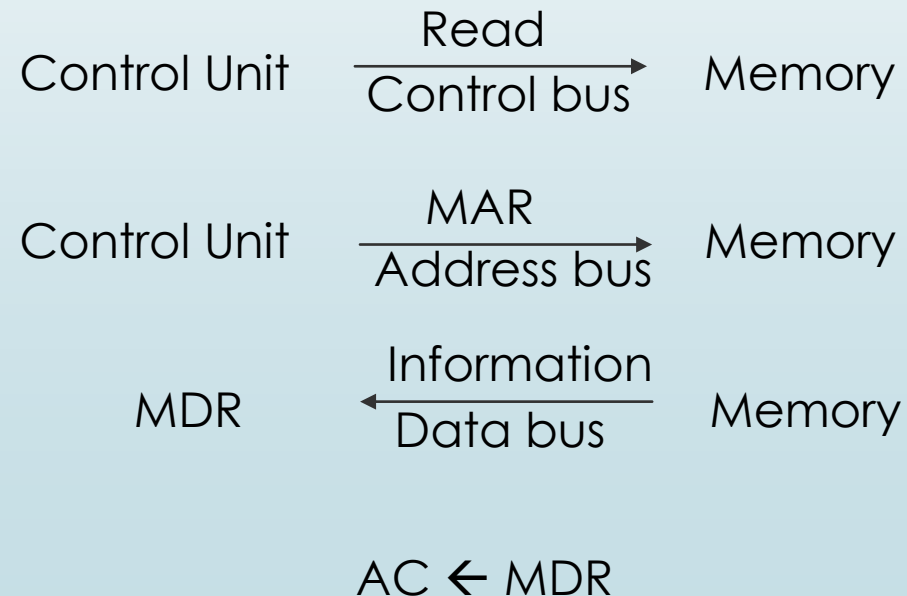 Read
Control Unit Control bus Memory
MAR
Control Unit Address bus Memory
Information
MDR Data bus Memory
AC ← MDR